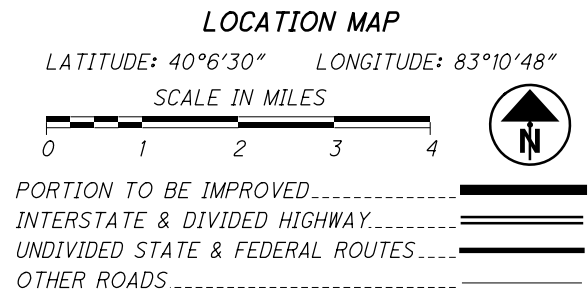 LOCATION MAP
LATITUDE: 40°6'30" LONGITUDE: 83°10'48"
SCALE IN MILES
0 1 2 3 4
N
PORTION TO BE IMPROVED
INTERSTATE & DIVIDED HIGHWAY
UNDIVIDED STATE & FEDERAL ROUTES
OTHER ROADS